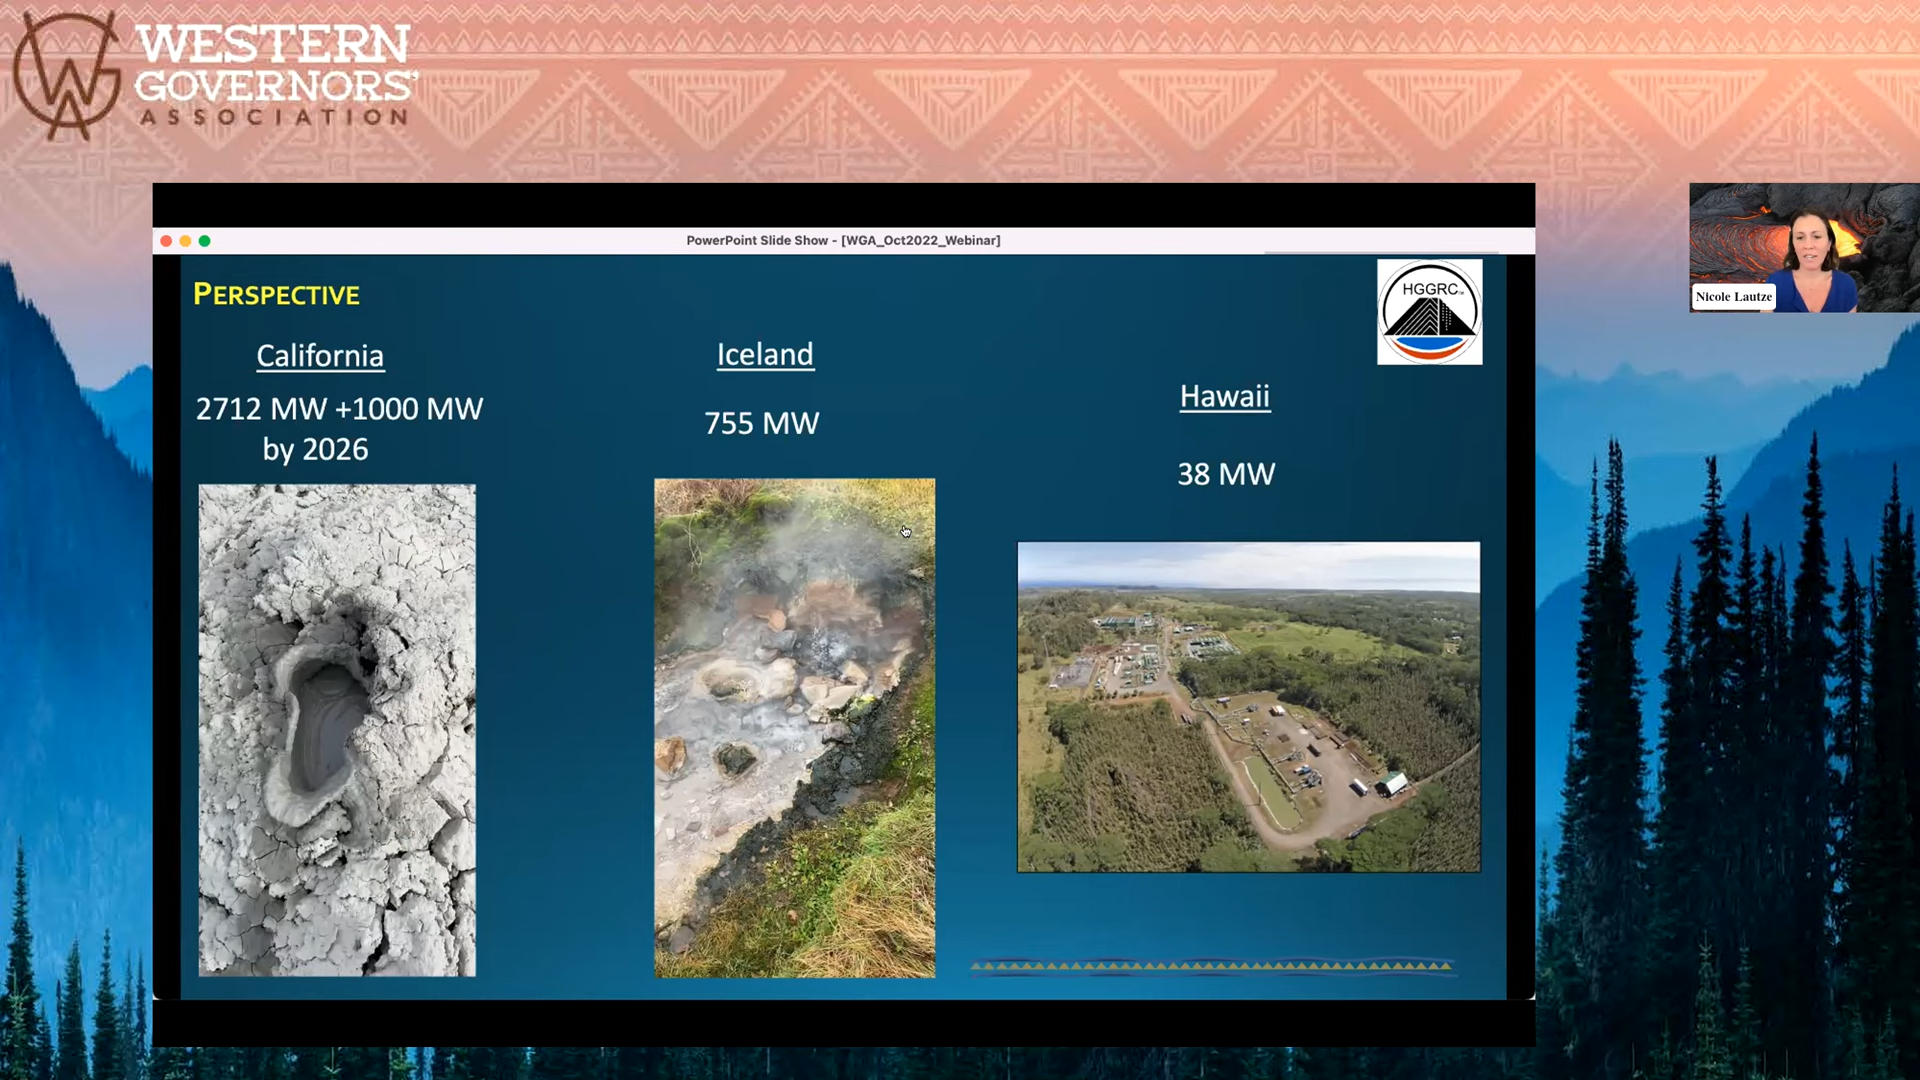 WESTERN
GOVERNORS'
ASSOCIATION
PowerPoint Slide Show - [WGA_Oct2022_Webinar]
PERSPECTIVE
HGGRC
California
2712 MW +1000 MW
by 2026
Iceland
755 MW
Hawaii
38 MW
Nicole Lautze